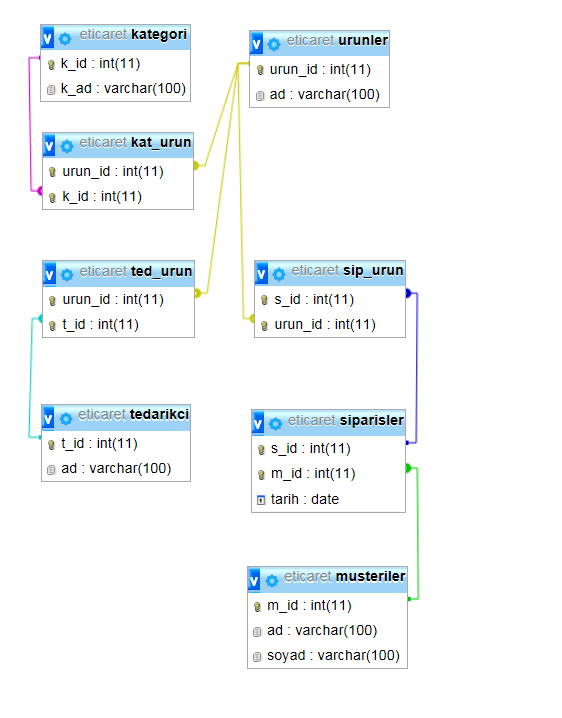 v eticaret kategori
k_id : int(11)
k_ad : varchar(100)
v eticaret urunler
urun_id : int(11)
ad : varchar(100)
v eticaret kat_urun
urun_id : int(11)
k_id : int(11)
v eticaret ted_urun
urun_id : int(11)
t_id : int(11)
v eticaret sip_urun
s_id : int(11)
urun_id : int(11)
v eticaret tedarikci
t_id : int(11)
ad : varchar(100)
v eticaret siparisler
s_id : int(11)
m_id : int(11)
tarih : date
v eticaret musteriler
m_id : int(11)
ad : varchar(100)
soyad : varchar(100)